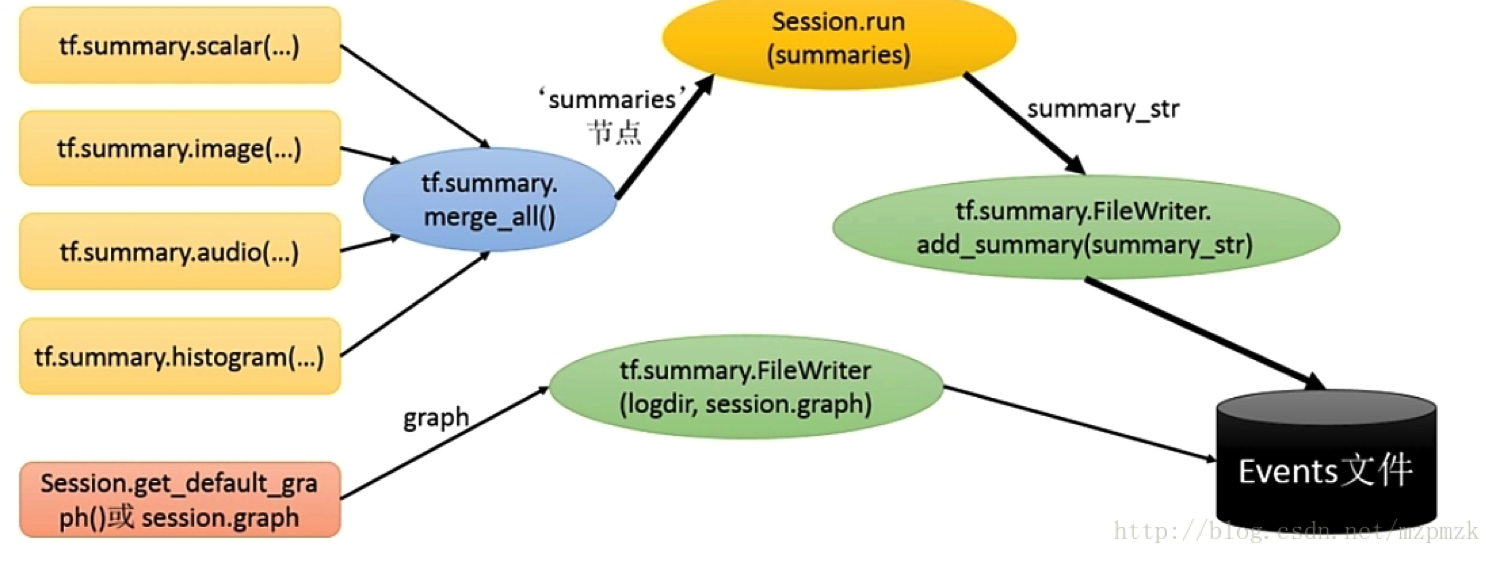 tf.summary.scalar(...)
tf.summary.image(...)
tf.summary.audio(...)
tf.summary.histogram(...)
Session.get_default_gra
ph()或 session.graph
tf.summary.
merge_all()
‘summaries’
节点
Session.run
(summaries)
summary_str
tf.summary.FileWriter.
add_summary(summary_str)
graph
tf.summary.FileWriter
(logdir, session.graph)
Events文件
http://blog.csdn.net/mzpmzk